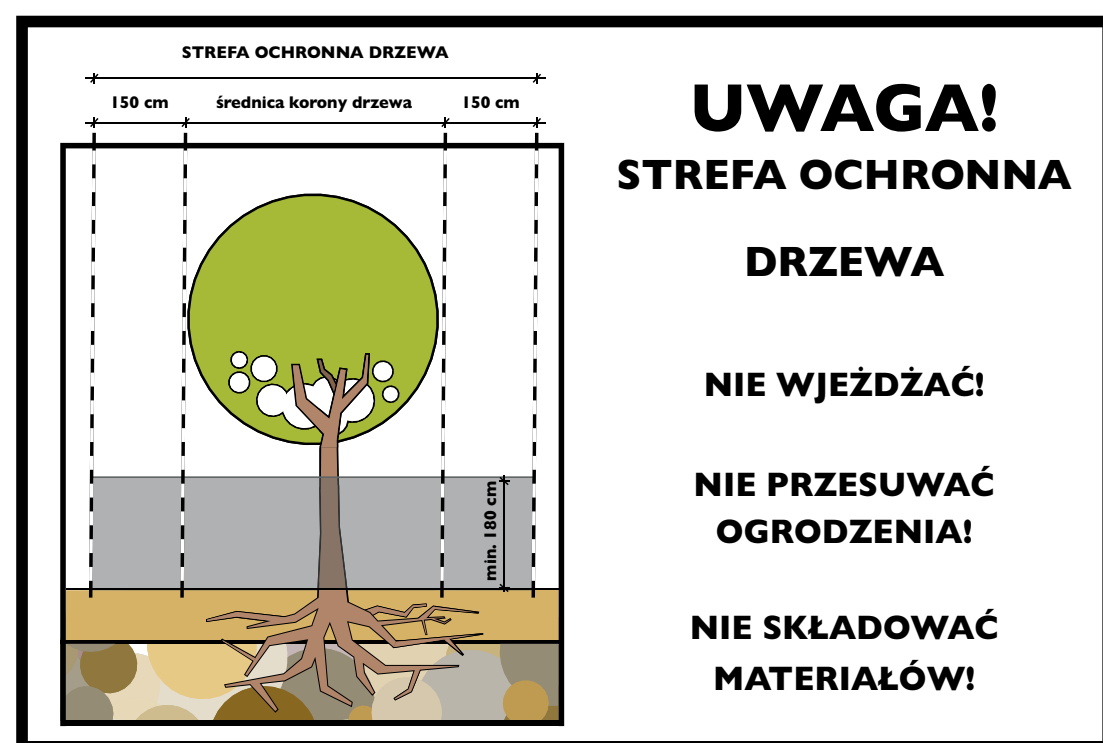 STREFA OCHRONNA DRZEWA
150 cm
średnica korony drzewa
150 cm
min. 180 cm
UWAGA!
STREFA OCHRONNA
DRZEWA
NIE WJEŻDŻAĆ!
NIE PRZESUWAĆ
OGRODZENIA!
NIE SKŁADOWAĆ
MATERIAŁÓW!